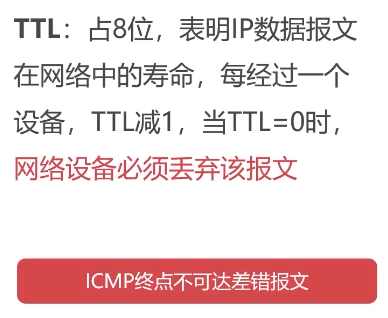 TTL：占8位，表明IP数据报文
在网络中的寿命，每经过一个
设备，TTL减1，当TTL=0时，
网络设备必须丢弃该报文
ICMP终点不可达差错报文